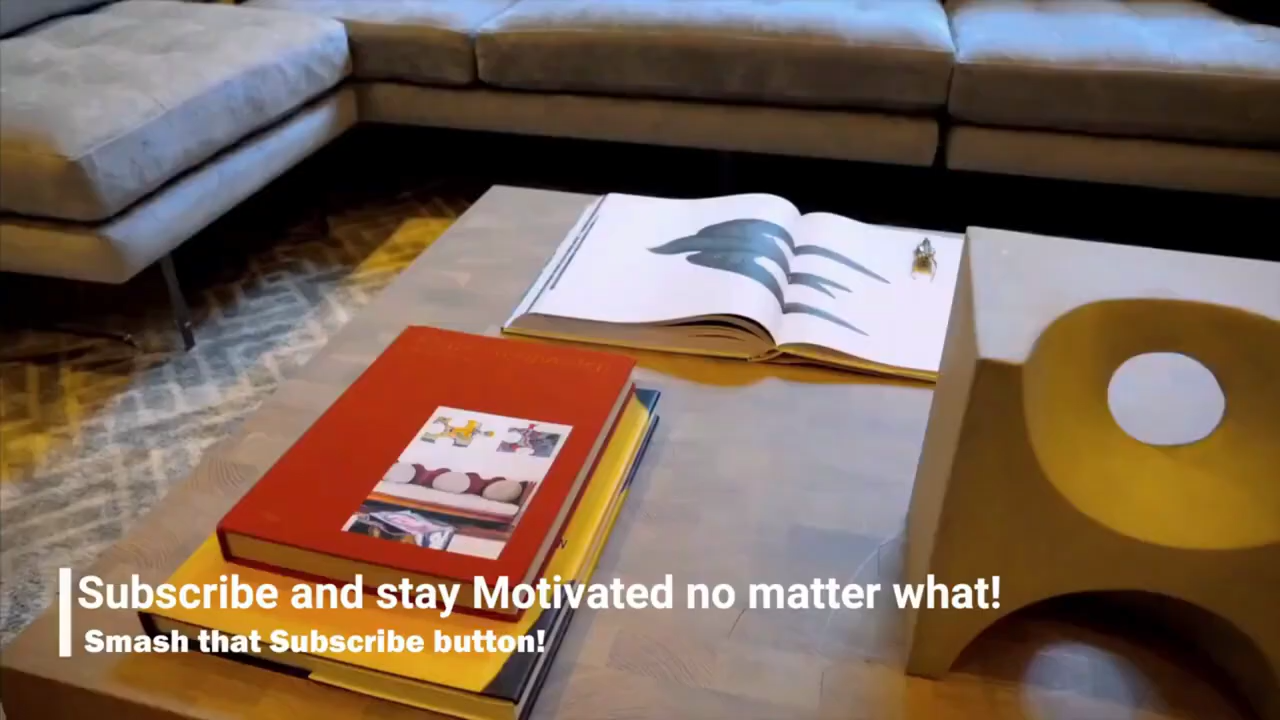 Subscribe and stay Motivated no matter what!
Smash that Subscribe button!